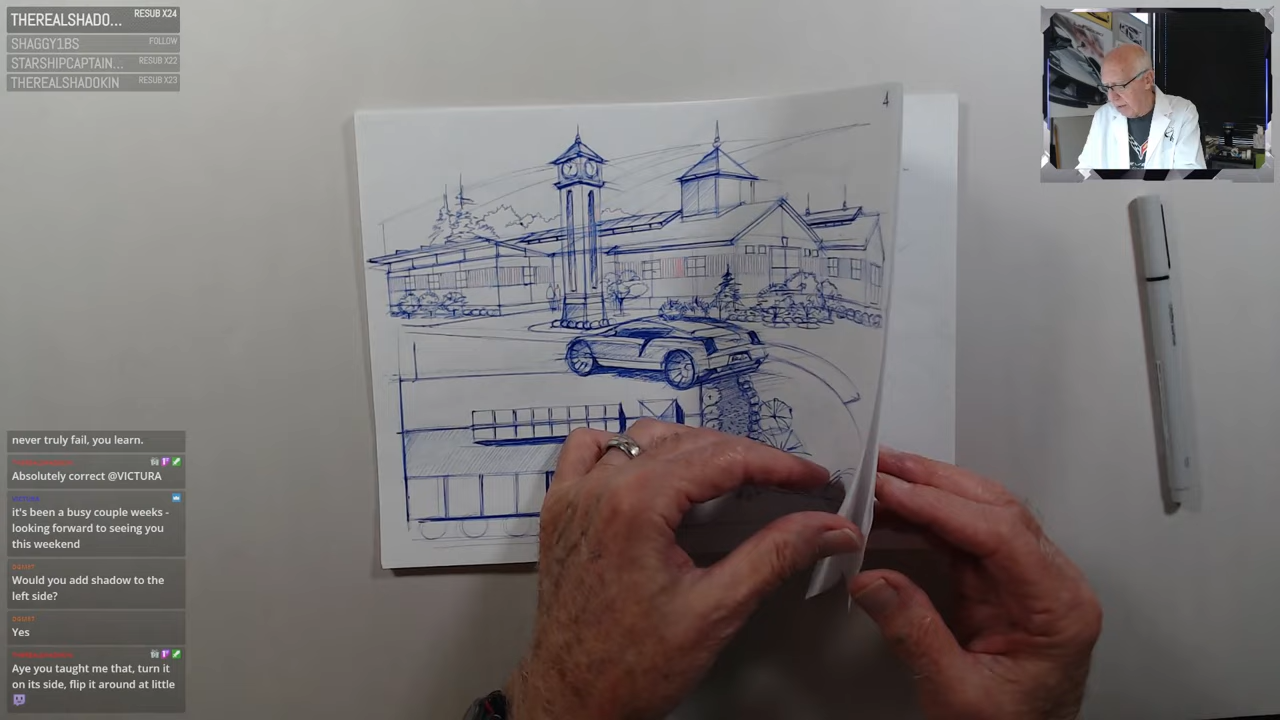 THEREALSHADO...
RESUB X24
SHAGGY1BS
FOLLOW
STARSHIPCAPTAIN...
RESUB X22
THEREALSHADOKIN
RESUB X23
4
never truly fail, you learn.
Absolutely correct @VICTURA
VICTURA
it's been a busy couple weeks -
looking forward to seeing you
this weekend
Would you add shadow to the
left side?
Yes
Aye you taught me that, turn it
on its side, flip it around at little